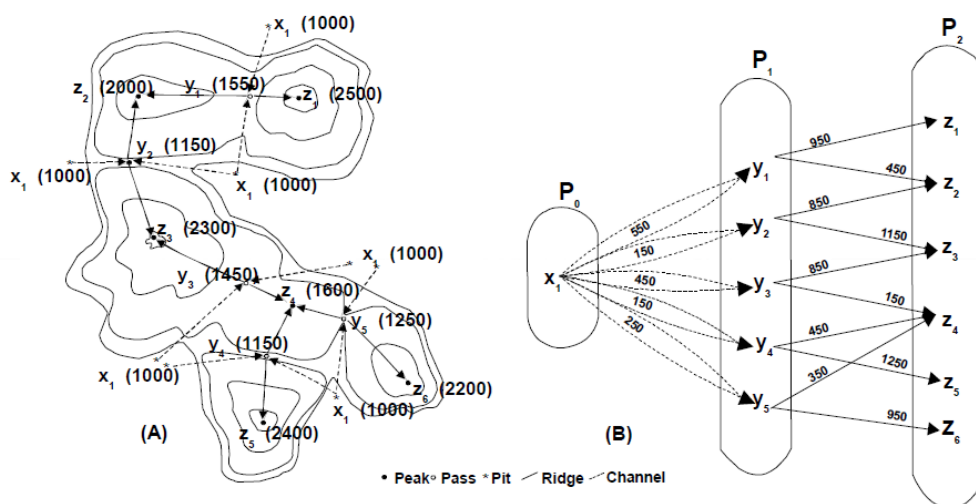 x₁ (1000)
z₂ (2000)
y₁ (1550)
z₁ (2500)
y₂ (1150)
x₁ (1000)
x₁ (1000)
z₃ (2300)
x₁ (1000)
y₃ (1450)
z₄ (1600)
y₅ (1250)
y₄ (1150)
x₁ (1000)
z₆ (2200)
x₁ (1000)
z₅ (2400)
(A)
P₀
P₁
P₂
x₁
y₁
y₂
y₃
y₄
y₅
z₁
z₂
z₃
z₄
z₅
z₆
550
150
450
150
250
950
450
850
1150
850
150
450
1250
350
950
(B)
Peak Pass Pit Ridge Channel